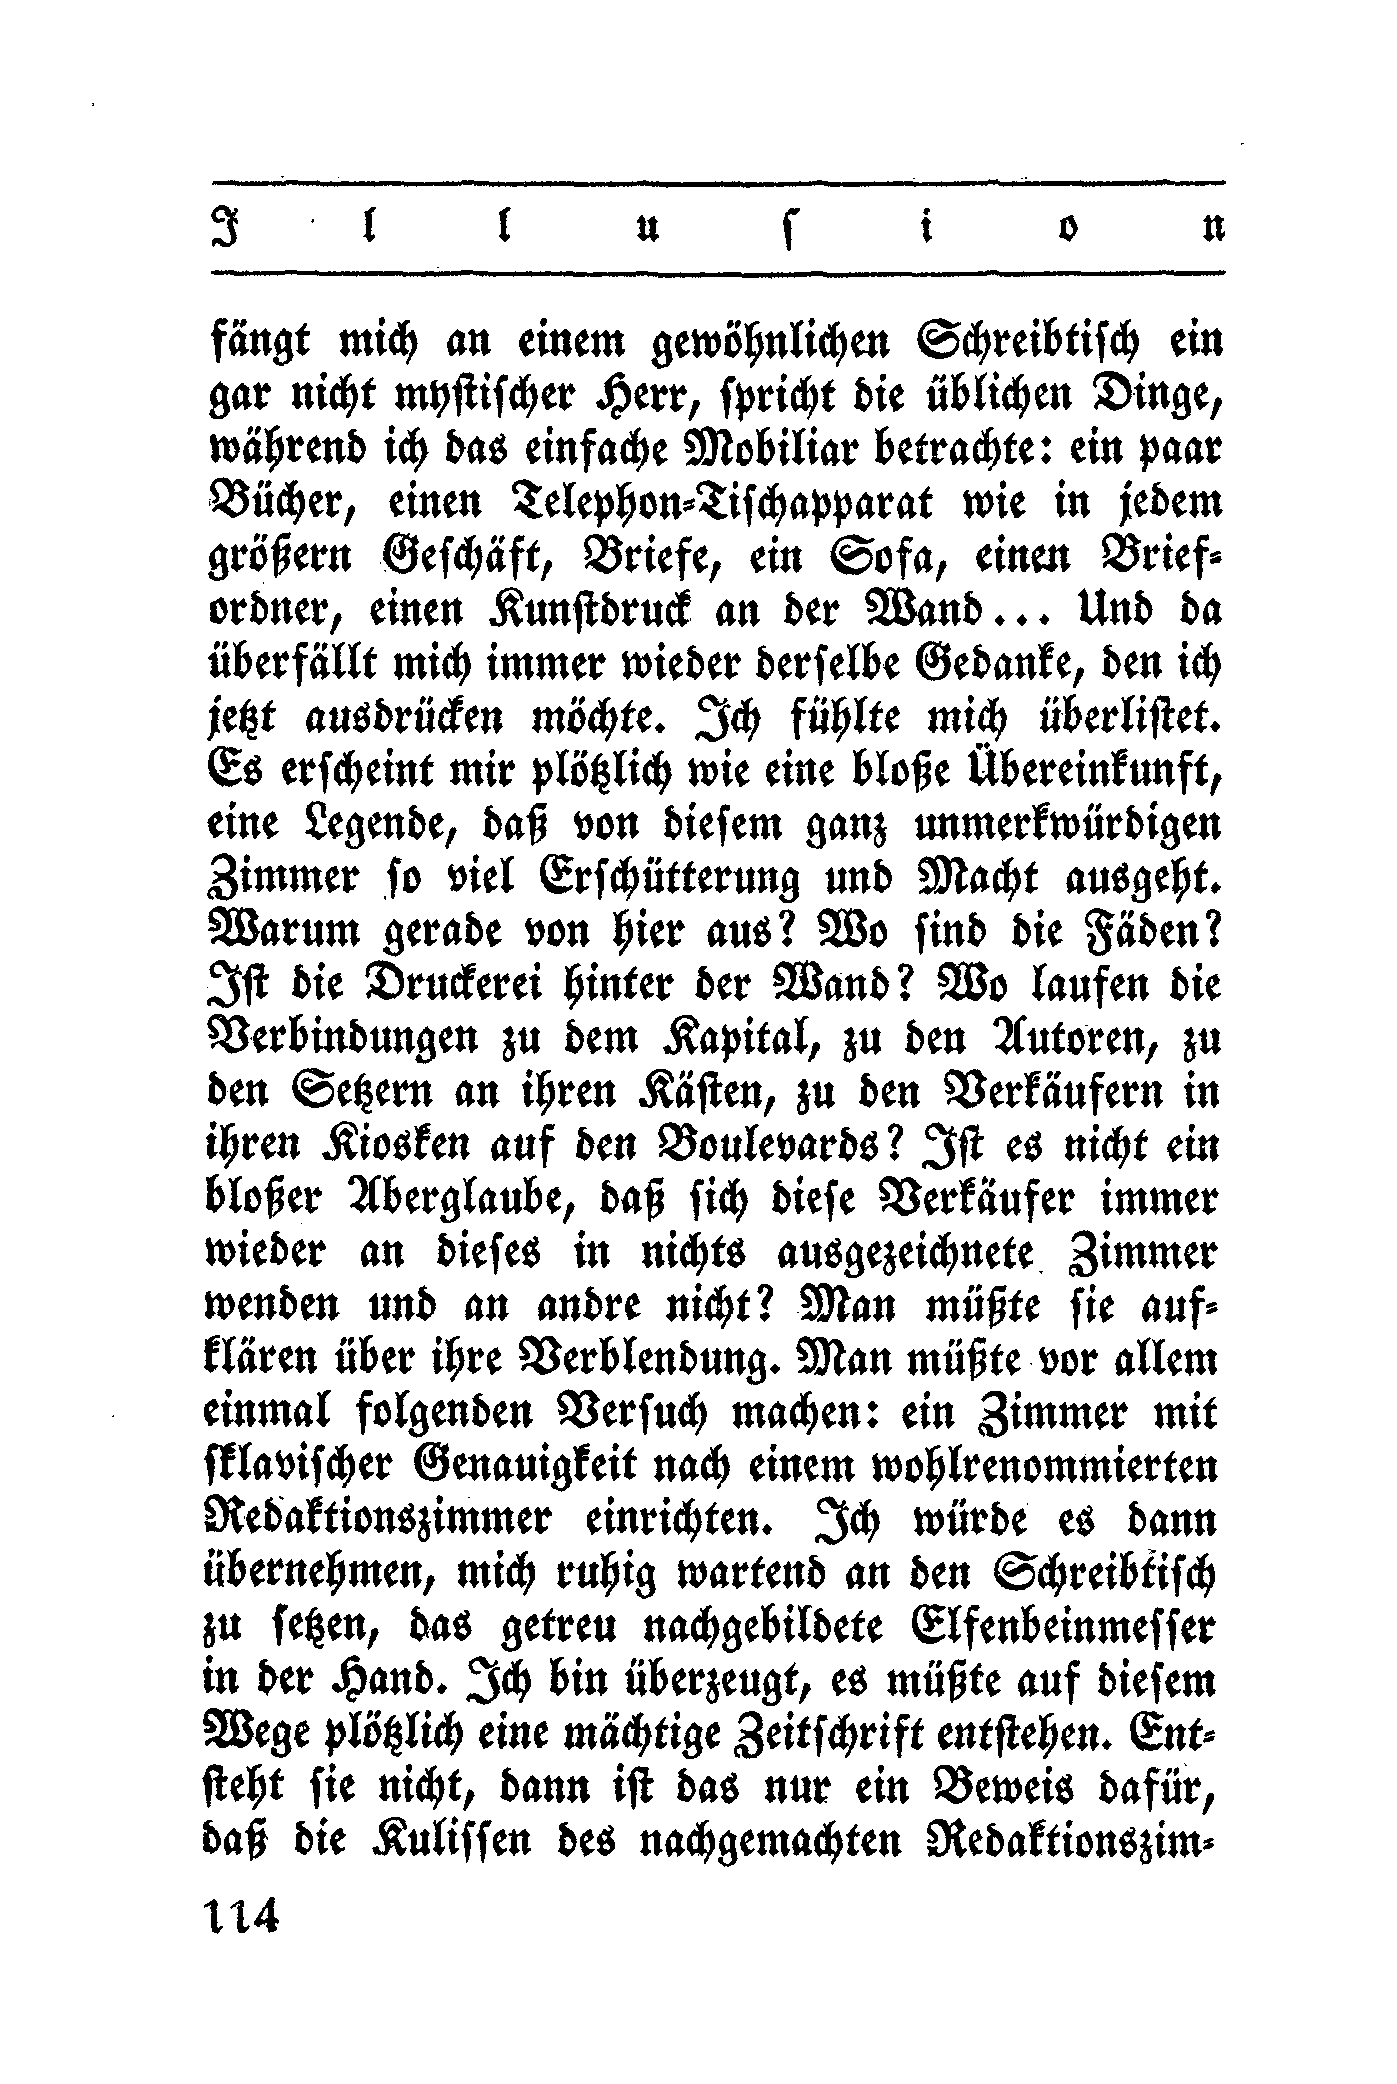 Illusion
fängt mich an einem gewöhnlichen Schreibtisch ein
gar nicht mystischer Herr, spricht die üblichen Dinge,
während ich das einfache Mobiliar betrachte: ein paar
Bücher, einen Telephon-Tischapparat wie in jedem
größern Geschäft, Briefe, ein Sofa, einen Brief-
ordner, einen Kunstdruck an der Wand... Und da
überfällt mich immer wieder derselbe Gedanke, den ich
jetzt ausdrücken möchte. Ich fühlte mich überlistet.
Es erscheint mir plötzlich wie eine bloße Übereinkunft,
eine Legende, daß von diesem ganz unmerkwürdigen
Zimmer so viel Erschütterung und Macht ausgeht.
Warum gerade von hier aus? Wo sind die Fäden?
Ist die Druckerei hinter der Wand? Wo laufen die
Verbindungen zu dem Kapital, zu den Autoren, zu
den Setzern an ihren Kästen, zu den Verkäufern in
ihren Kiosken auf den Boulevards? Ist es nicht ein
bloßer Aberglaube, daß sich diese Verkäufer immer
wieder an dieses in nichts ausgezeichnete Zimmer
wenden und an andre nicht? Man müßte sie auf-
klären über ihre Verblendung. Man müßte vor allem
einmal folgenden Versuch machen: ein Zimmer mit
sklavischer Genauigkeit nach einem wohlrenommierten
Redaktionszimmer einrichten. Ich würde es dann
übernehmen, mich ruhig wartend an den Schreibtisch
zu setzen, das getreu nachgebildete Elfenbeinmesser
in der Hand. Ich bin überzeugt, es müßte auf diesem
Wege plötzlich eine mächtige Zeitschrift entstehen. Ent-
steht sie nicht, dann ist das nur ein Beweis dafür,
daß die Kulissen des nachgemachten Redaktionszim-
114